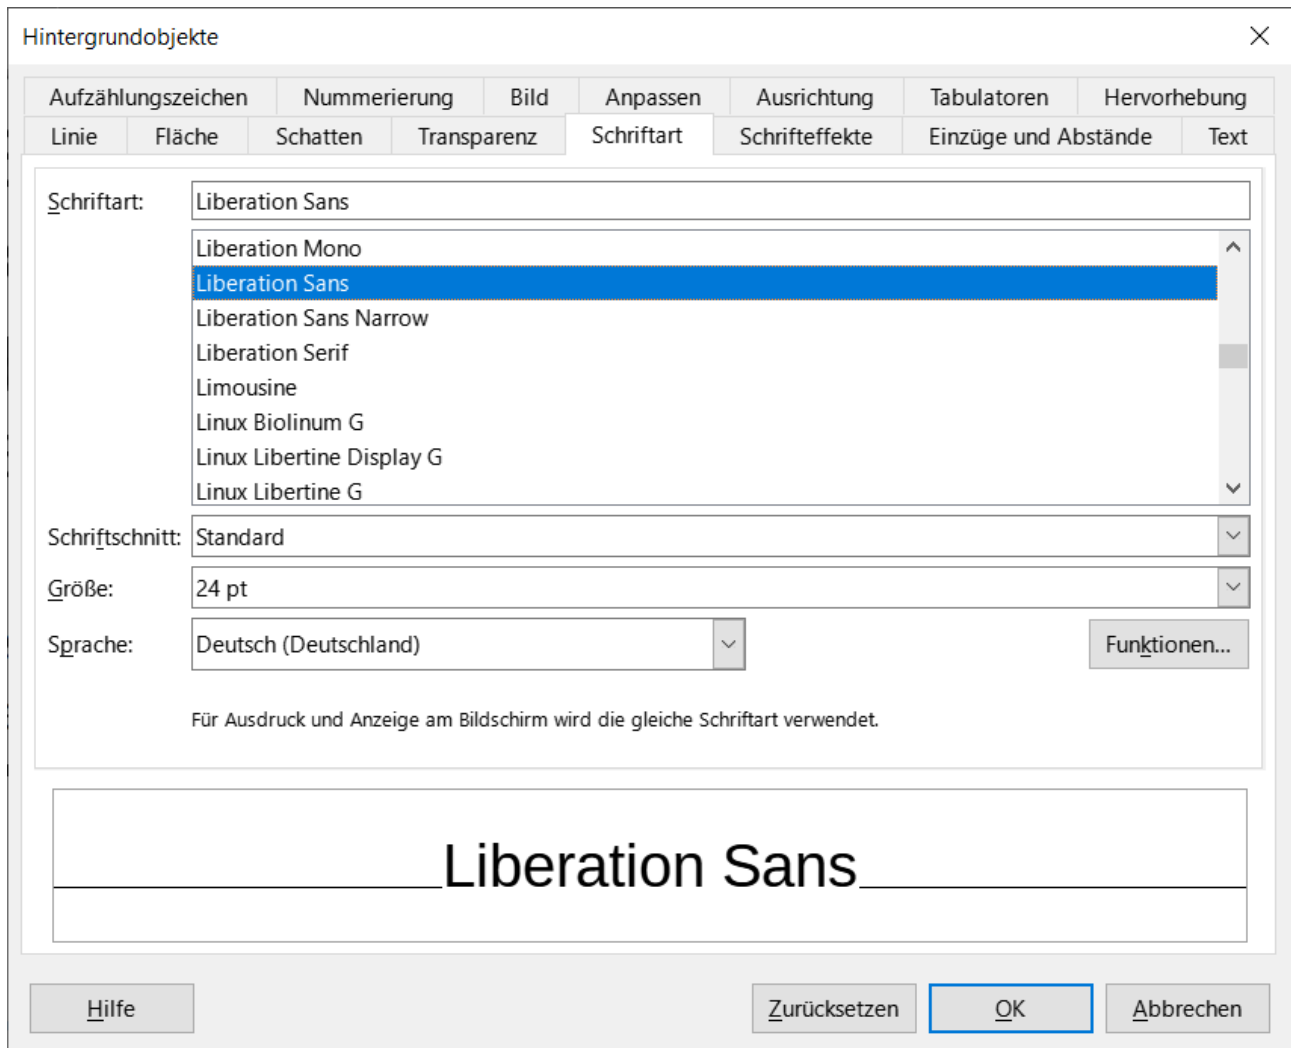 Hintergrundobjekte
Aufzählungszeichen Nummerierung Bild Anpassen Ausrichtung Tabulatoren Hervorhebung
Linie Fläche Schatten Transparenz Schriftart Schrifteffekte Einzüge und Abstände Text
Schriftart: Liberation Sans
Liberation Mono
Liberation Sans
Liberation Sans Narrow
Liberation Serif
Limousine
Linux Biolinum G
Linux Libertine Display G
Linux Libertine G
Schriftschnitt: Standard
Größe: 24 pt
Sprache: Deutsch (Deutschland) Funktionen...
Für Ausdruck und Anzeige am Bildschirm wird die gleiche Schriftart verwendet.
Liberation Sans
Hilfe Zurücksetzen OK Abbrechen